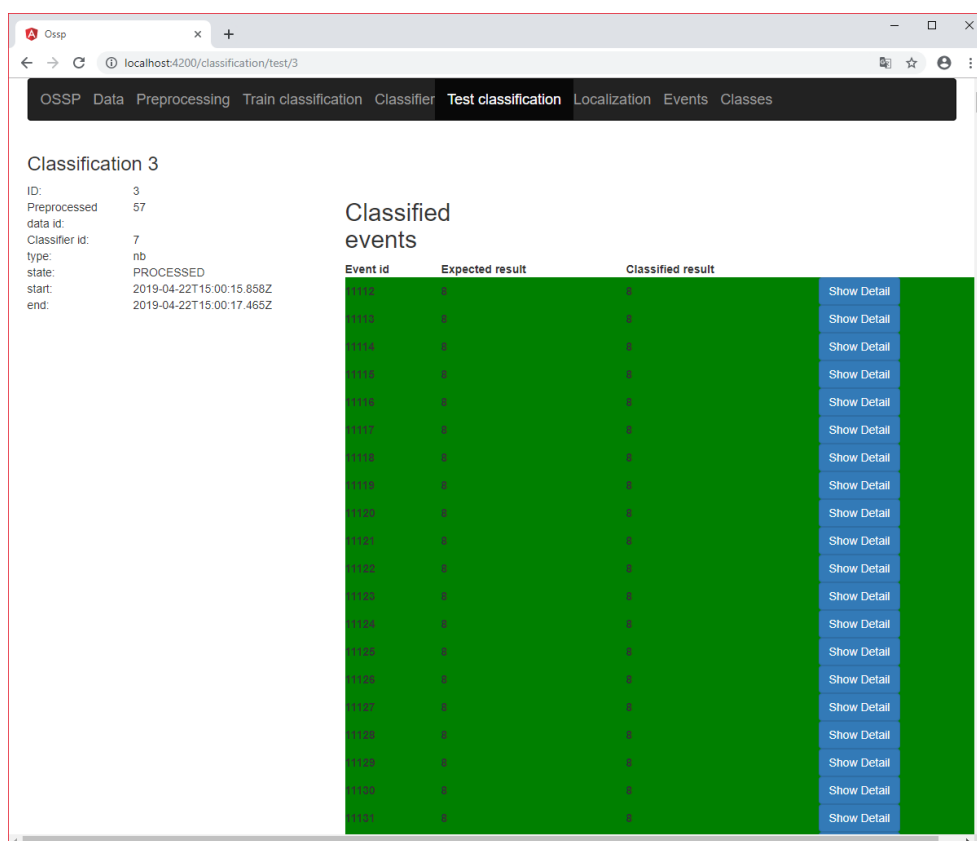 Ossp
localhost:4200/classification/test/3
OSSP Data Preprocessing Train classification Classifier Test classification Localization Events Classes
Classification 3
ID: 3
Preprocessed 57
data id:
Classifier id: 7
type: nb
state: PROCESSED
start: 2019-04-22T15:00:15.858Z
end: 2019-04-22T15:00:17.465Z
Classified
events
Event id Expected result Classified result
11112 8 8 Show Detail
11113 8 8 Show Detail
11114 8 8 Show Detail
11115 8 8 Show Detail
11116 8 8 Show Detail
11117 8 8 Show Detail
11118 8 8 Show Detail
11119 8 8 Show Detail
11120 8 8 Show Detail
11121 8 8 Show Detail
11122 8 8 Show Detail
11123 8 8 Show Detail
11124 8 8 Show Detail
11125 8 8 Show Detail
11126 8 8 Show Detail
11127 8 8 Show Detail
11128 8 8 Show Detail
11129 8 8 Show Detail
11130 8 8 Show Detail
11131 8 8 Show Detail